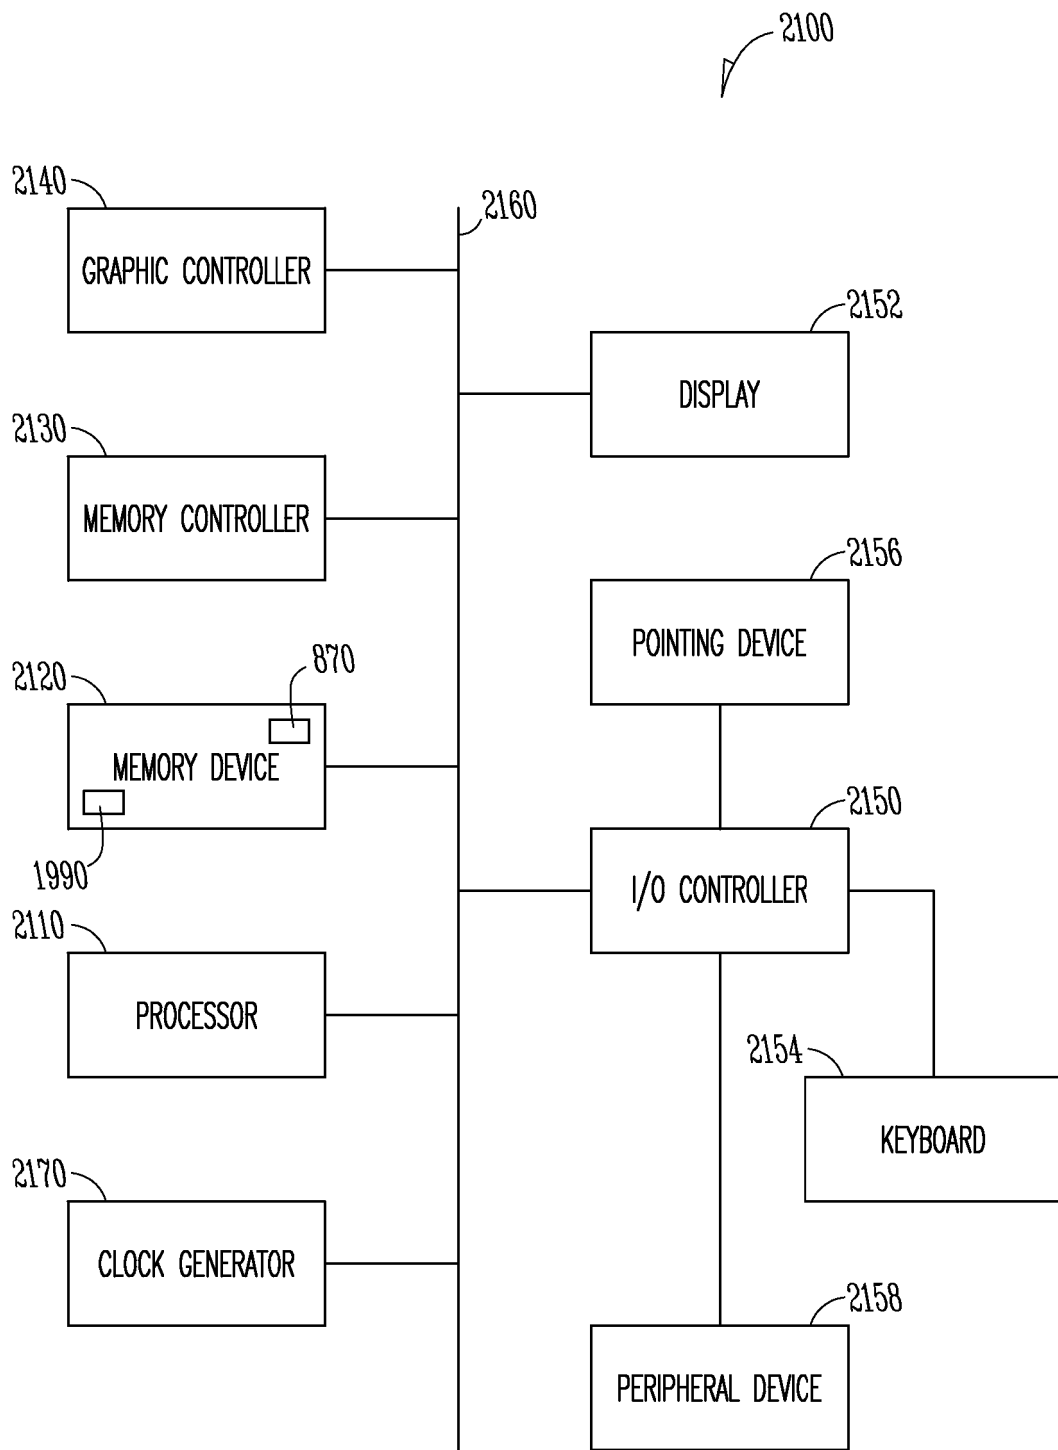 2100
2140
GRAPHIC CONTROLLER
2160
2152
DISPLAY
2130
MEMORY CONTROLLER
2156
POINTING DEVICE
2120
870
MEMORY DEVICE
1990
2150
I/O CONTROLLER
2110
PROCESSOR
2154
KEYBOARD
2170
CLOCK GENERATOR
2158
PERIPHERAL DEVICE